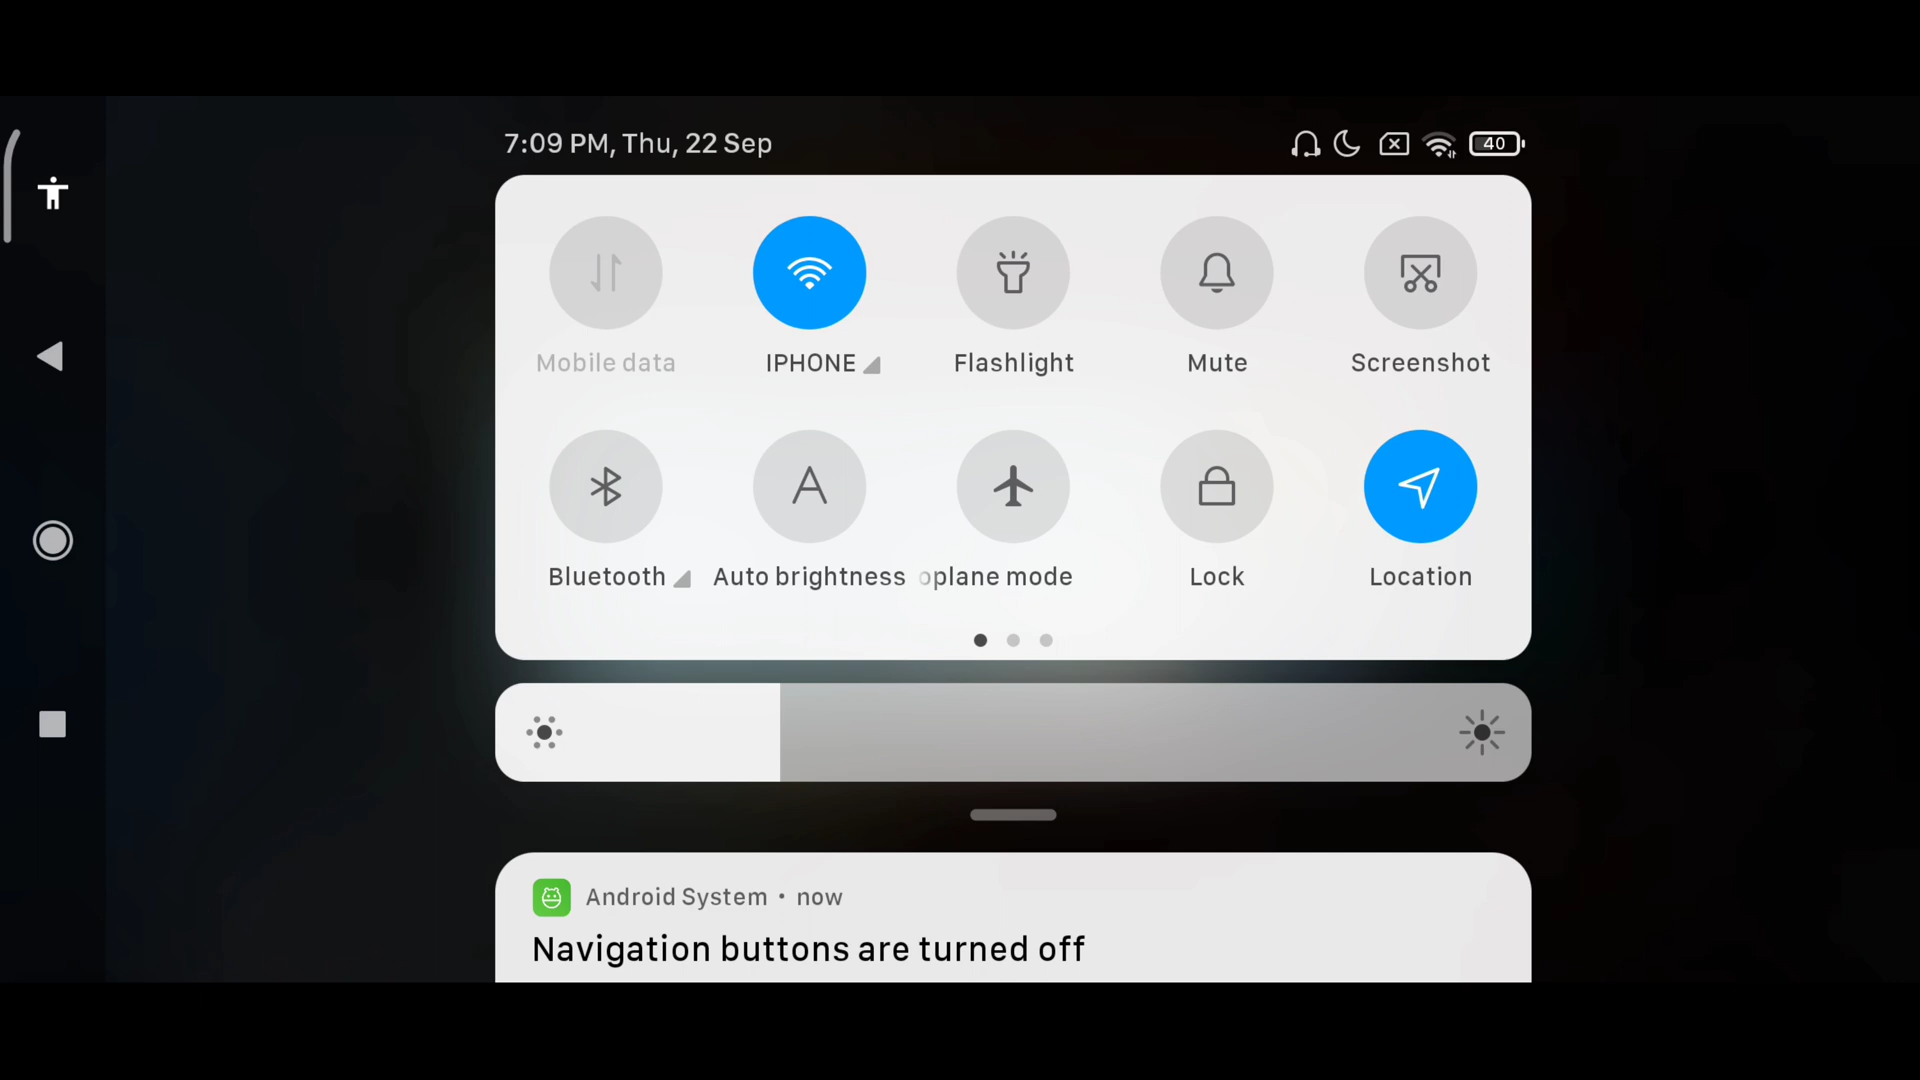 7:09 PM, Thu, 22 Sep
40
Mobile data
IPHONE
Flashlight
Mute
Screenshot
Bluetooth
Auto brightness
oplane mode
Lock
Location
Android System • now
Navigation buttons are turned off